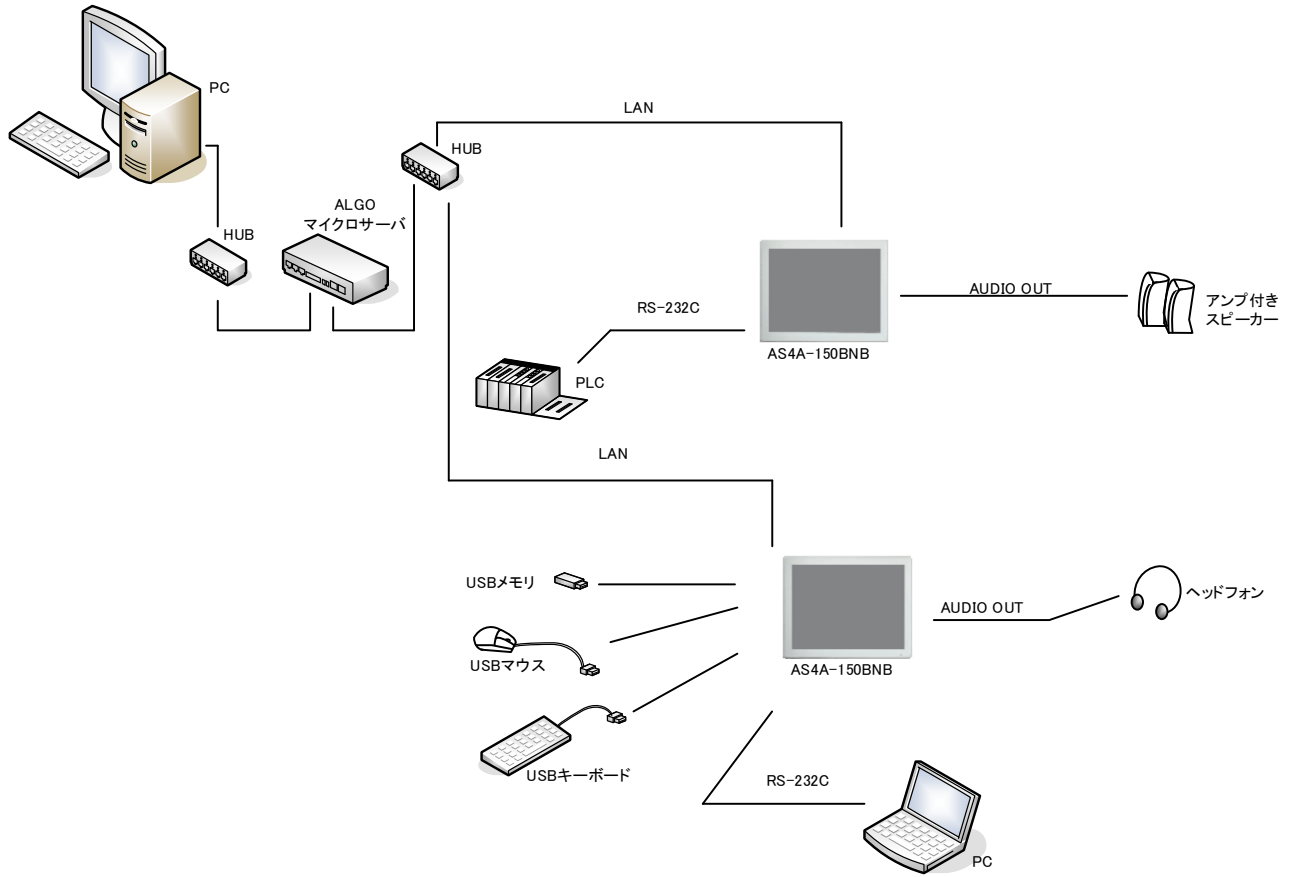 PC
LAN
HUB
ALGO
マイクロサーバ
HUB
AUDIO OUT
アンプ付き
スピーカー
RS-232C
AS4A-150BNB
PLC
LAN
USBメモリ
ヘッドフォン
AUDIO OUT
USBマウス
AS4A-150BNB
USBキーボード
RS-232C
PC